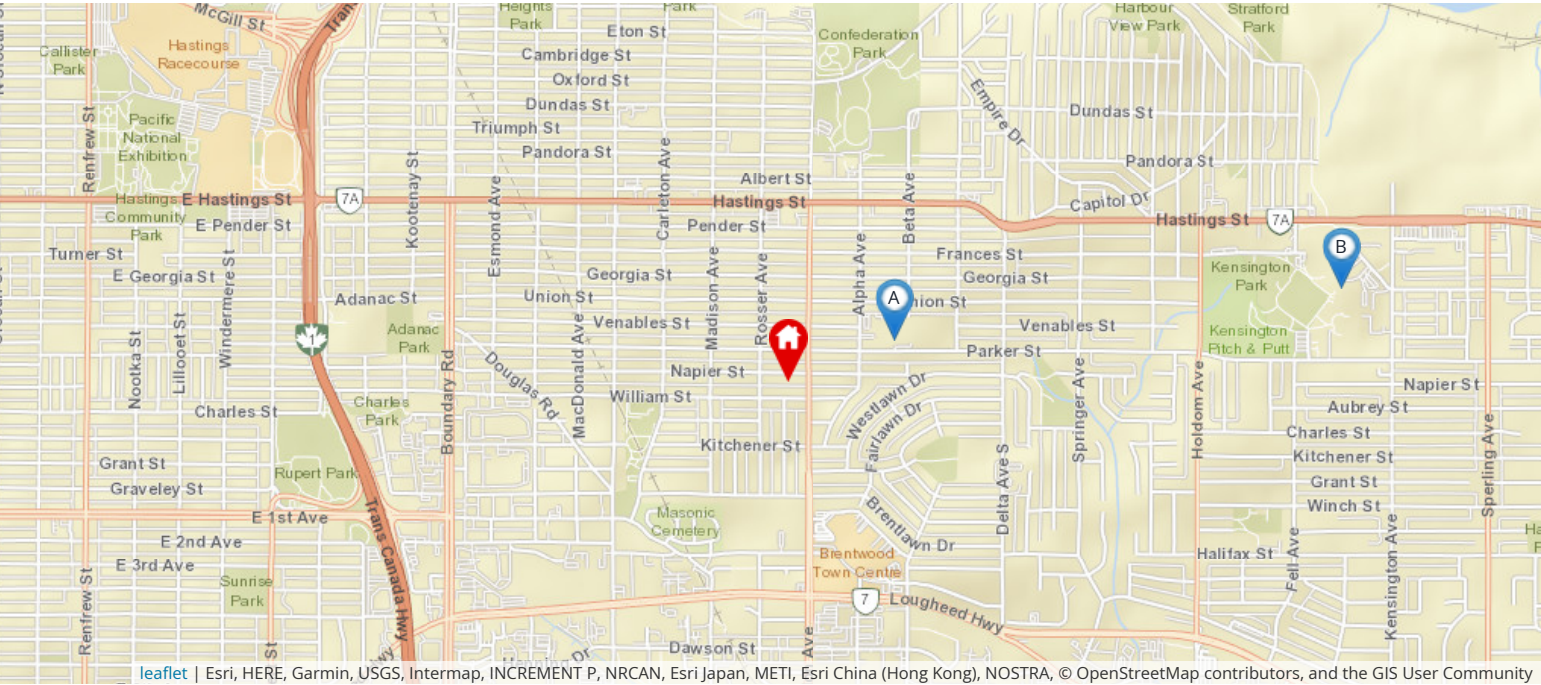 McGill St
Heights
Park
Park
Harbour
View Park
Stratford
Park
Callister
Park
Hastings
Racecourse
Eton St
Cambridge St
Oxford St
Dundas St
Triumph St
Pandora St
Confederation
Park
Empire Dr
Dundas St
Pandora St
Pacific
National
Exhibition
Renfrew St
Kootenay St
Carleton Ave
Albert St
Beta Ave
Capitol Dr
Hastings
Community
Park
E Hastings St
7A
Hastings St
Hastings St
7A
E Pender St
Esmond Ave
Pender St
Turner St
E Georgia St
Windermere St
Georgia St
Madison Ave
Rosser Ave
Alpha Ave
Frances St
Georgia St
Kensington
Park
B
Adanac St
Union St
A
Union St
Venables St
Venables St
Adanac
Park
Kensington
Pitch & Putt
1
Nootka St
Lillooet St
Boundary Rd
Douglas Rd
MacDonald Ave
Napier St
William St
Parker St
Westlawn Dr
Fairlawn Dr
Springer Ave
Holdom Ave
Napier St
Aubrey St
Charles St
Charles St
Charles
Park
Kitchener St
Kitchener St
Grant St
Graveley St
Rupert Park
Delta Ave S
Grant St
Winch St
Sperling Ave
E 1st Ave
Trans Canada Hwy
Masonic
Cemetery
Brentlawn Dr
E 2nd Ave
E 3rd Ave
Brentwood
Town Centre
Halifax St
Fell Ave
Kensington Ave
Renfrew St
Sunrise
Park
7
Lougheed Hwy
Dawson St
leaflet | Esri, HERE, Garmin, USGS, Intermap, INCREMENT P, NRCAN, Esri Japan, METI, Esri China (Hong Kong), NOSTRA, © OpenStreetMap contributors, and the GIS User Community